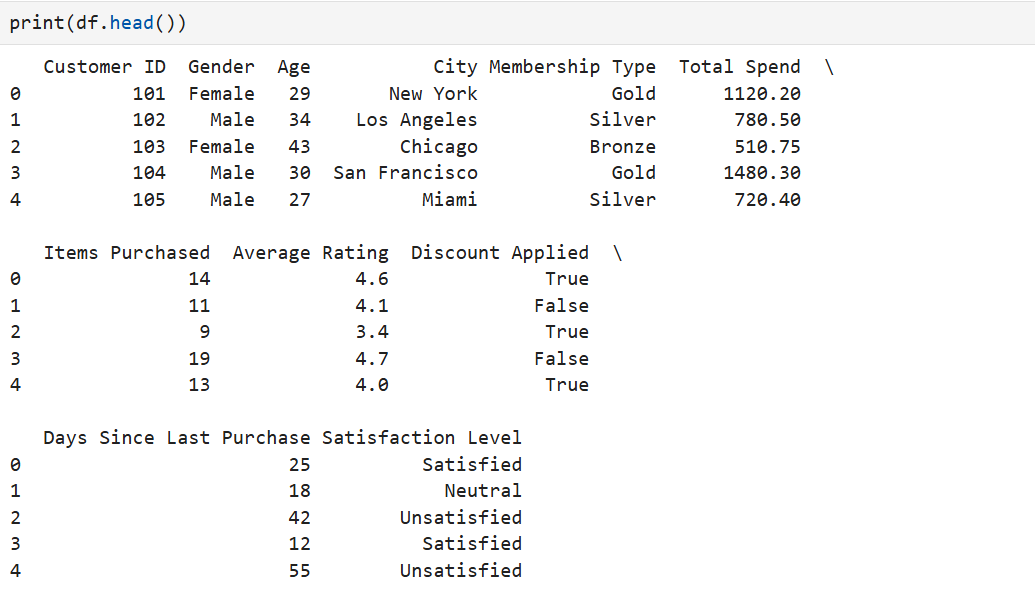 print(df.head())
   Customer ID  Gender  Age           City Membership Type  Total Spend  \
0          101  Female   29       New York            Gold      1120.20
1          102    Male   34    Los Angeles          Silver       780.50
2          103  Female   43        Chicago          Bronze       510.75
3          104    Male   30  San Francisco            Gold      1480.30
4          105    Male   27          Miami          Silver       720.40
   Items Purchased  Average Rating  Discount Applied  \
0               14             4.6              True
1               11             4.1             False
2                9             3.4              True
3               19             4.7             False
4               13             4.0              True
   Days Since Last Purchase Satisfaction Level
0                        25          Satisfied
1                        18            Neutral
2                        42        Unsatisfied
3                        12          Satisfied
4                        55        Unsatisfied